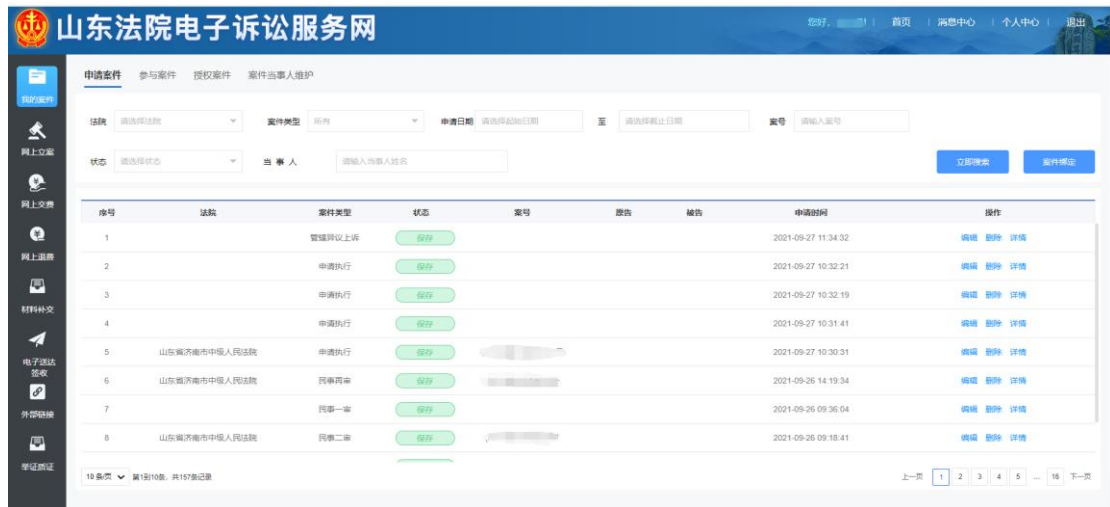 山东法院电子诉讼服务网
您好, | 首页 | 消息中心 | 个人中心 | 退出
我的案件
网上立案
网上交费
网上退费
材料补交
电子送达
签收
外部链接
举证质证
申请案件 参与案件 授权案件 案件当事人维护
法院 请选择法院 案件类型 所有 申请日期 请选择起始日期 至 请选择截止日期 案号 请输入案号
状态 请选择状态 当 事 人 请输入当事人姓名 立即搜索 案件绑定
序号 法院 案件类型 状态 案号 原告 被告 申请时间 操作
1 管辖异议上诉 保存 2021-09-27 11:34:32 编辑 删除 详情
2 申请执行 保存 2021-09-27 10:32:21 编辑 删除 详情
3 申请执行 保存 2021-09-27 10:32:19 编辑 删除 详情
4 申请执行 保存 2021-09-27 10:31:41 编辑 删除 详情
5 山东省济南市中级人民法院 申请执行 保存 2021-09-27 10:30:31 编辑 删除 详情
6 山东省济南市中级人民法院 民事再审 保存 2021-09-26 14:19:34 编辑 删除 详情
7 民事一审 保存 2021-09-26 09:36:04 编辑 删除 详情
8 山东省济南市中级人民法院 民事二审 保存 2021-09-26 09:18:41 编辑 删除 详情
10 条/页 第1到10条, 共157条记录 上一页 1 2 3 4 5 ... 16 下一页